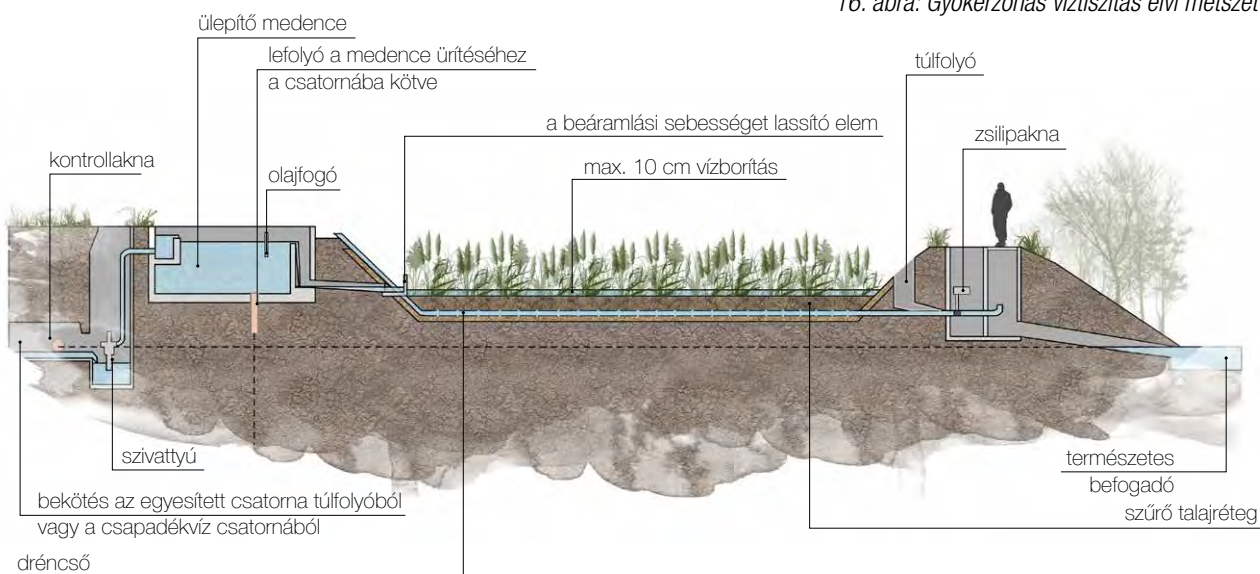 16. ábra: Gyökérzónás víztisztítás elvi metszet
ülepítő medence
lefolyó a medence ürítéséhez
a csatornába kötve
túlfolyó
a beáramlási sebességet lassító elem
zsilipakna
kontrollakna
olajfogó
max. 10 cm vízborítás
szivattyú
természetes
befogadó
bekötés az egyesített csatorna túlfolyóból
vagy a csapadékvíz csatornából
szűrő talajréteg
dréncső